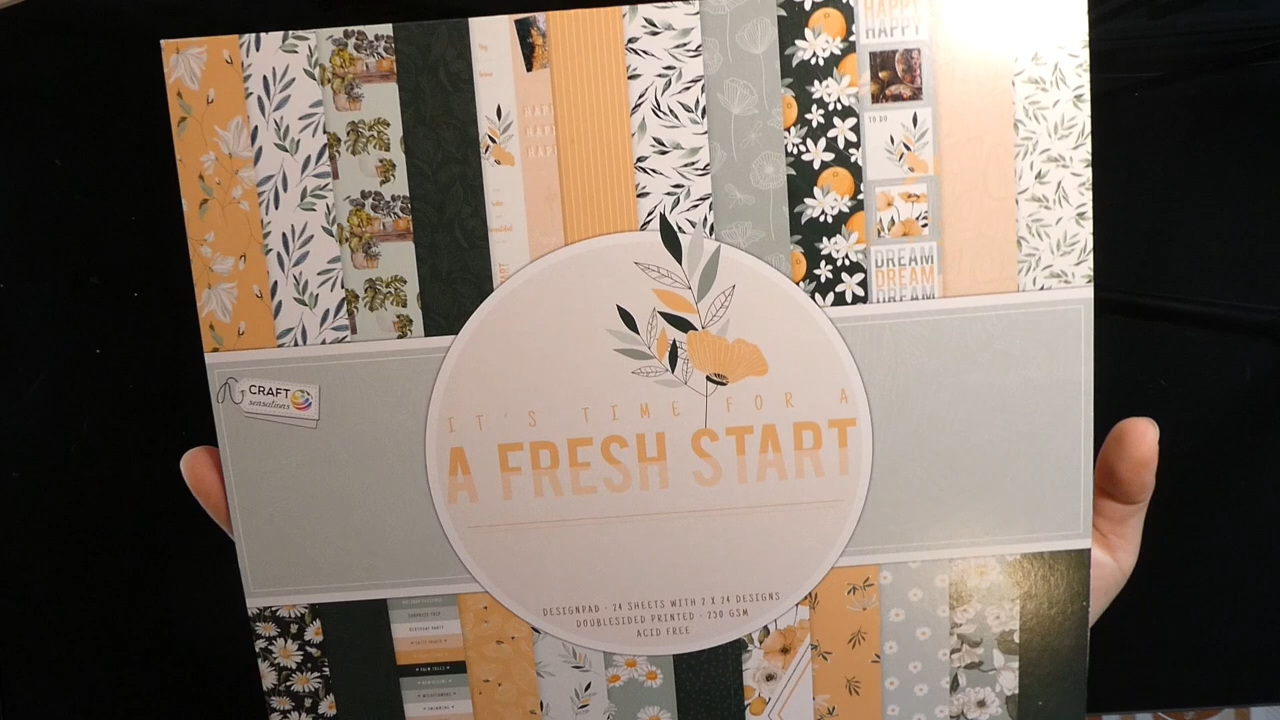 HAPPY
HAPPY
TO DO
DREAM
DREAM
DREAM
CRAFT
sensations
IT'S TIME FOR A
A FRESH START
DESIGNPAD - 24 SHEETS WITH 2 X 24 DESIGNS
DOUBLESIDED PRINTED - 250 GSM
ACID FREE
BIRTHDAY PARTY